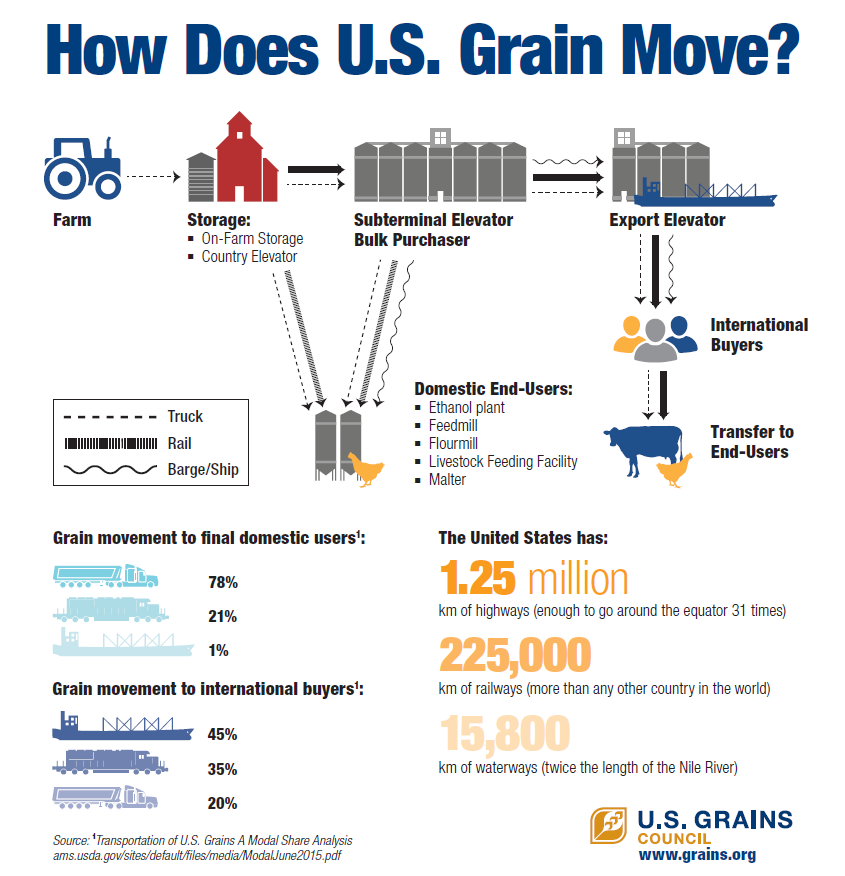 How Does U.S. Grain Move?
Farm
Storage:
▪ On-Farm Storage
▪ Country Elevator
Subterminal Elevator
Bulk Purchaser
Export Elevator
International
Buyers
Domestic End-Users:
▪ Ethanol plant
▪ Feedmill
▪ Flourmill
▪ Livestock Feeding Facility
▪ Malter
Transfer to
End-Users
Truck
Rail
Barge/Ship
Grain movement to final domestic users¹:
78%
21%
1%
Grain movement to international buyers¹:
45%
35%
20%
The United States has:
1.25 million
km of highways (enough to go around the equator 31 times)
225,000
km of railways (more than any other country in the world)
15,800
km of waterways (twice the length of the Nile River)
Source: ¹Transportation of U.S. Grains A Modal Share Analysis
ams.usda.gov/sites/default/files/media/ModalJune2015.pdf
U.S. GRAINS
COUNCIL
www.grains.org